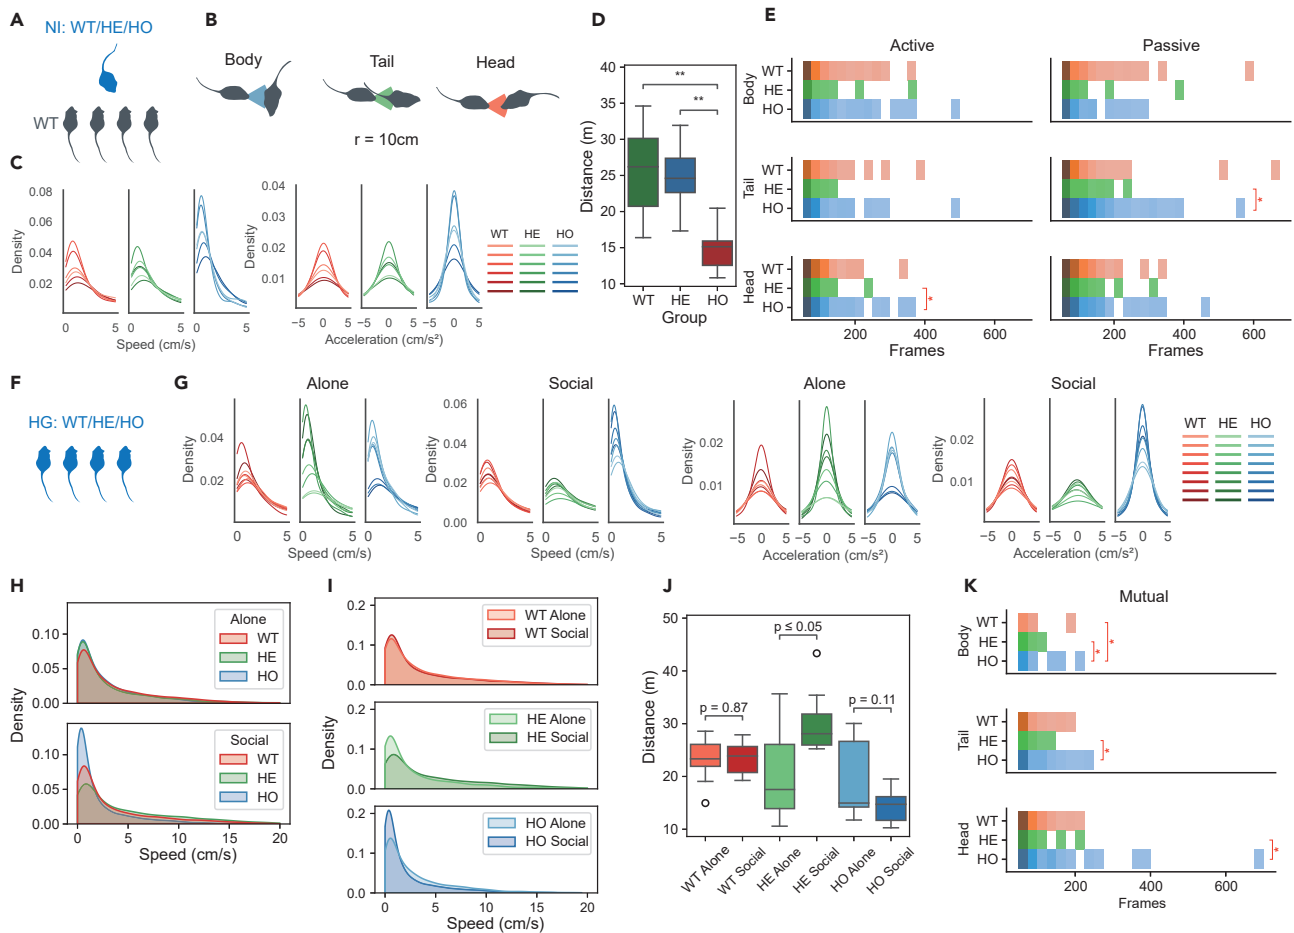 A
NI: WT/HE/HO
WT
B
Body
Tail
Head
r = 10cm
C
Density
0.08
0.06
0.04
0.02
0
5
0
5
0
5
Speed (cm/s)
Density
0.04
0.03
0.02
0.01
−5
0
5
−5
0
5
−5
0
5
Acceleration (cm/s²)
WT
HE
HO
D
Distance (m)
40
35
30
25
20
15
10
**
**
WT
HE
HO
Group
E
Active
Passive
Body
WT
HE
HO
Tail
WT
HE
HO
*
Head
WT
HE
HO
*
200
400
600
Frames
200
400
600
Frames
F
HG: WT/HE/HO
G
Alone
Density
0.04
0.02
0
5
0
5
0
5
Speed (cm/s)
Social
Density
0.06
0.04
0.02
0.00
0
5
0
5
0
5
Speed (cm/s)
Alone
Density
0.02
0.01
−5
0
5
−5
0
5
−5
0
5
Acceleration (cm/s²)
Social
Density
0.02
0.01
−5
0
5
−5
0
5
−5
0
5
Acceleration (cm/s²)
WT
HE
HO
H
Density
0.10
0.05
0.00
Alone
WT
HE
HO
0.10
0.05
0.00
Social
WT
HE
HO
0
5
10
15
20
Speed (cm/s)
I
Density
0.2
0.1
0.0
WT Alone
WT Social
0.2
0.1
0.0
HE Alone
HE Social
0.2
0.1
0.0
HO Alone
HO Social
0
5
10
15
20
Speed (cm/s)
J
Distance (m)
50
40
30
20
10
p = 0.87
p ≤ 0.05
p = 0.11
WT Alone
WT Social
HE Alone
HE Social
HO Alone
HO Social
K
Mutual
Body
WT
HE
HO
*
*
Tail
WT
HE
HO
*
Head
WT
HE
HO
*
200
400
600
Frames